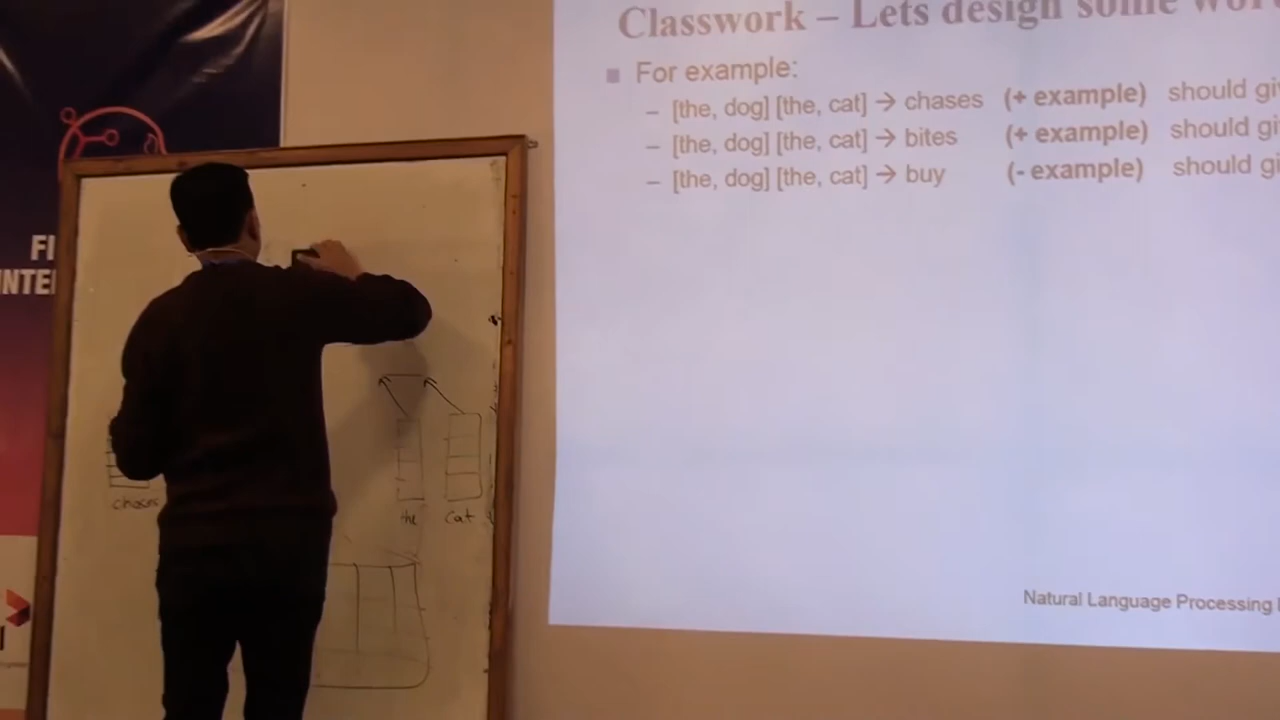 Classwork – Lets design some wor
For example:
– [the, dog] [the, cat] → chases (+ example) should gi
– [the, dog] [the, cat] → bites (+ example) should gi
– [the, dog] [the, cat] → buy (- example) should gi
FI
INTE
chases
the
cat
Natural Language Processing